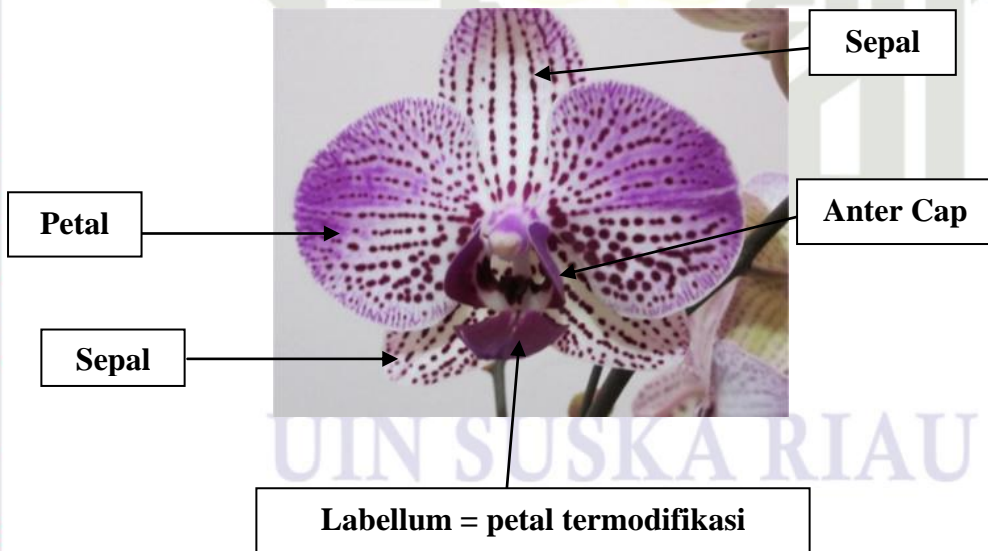 Sepal
Anter Cap
Petal
Sepal
UIN SUSKA RIAU
Labellum = petal termodifikasi